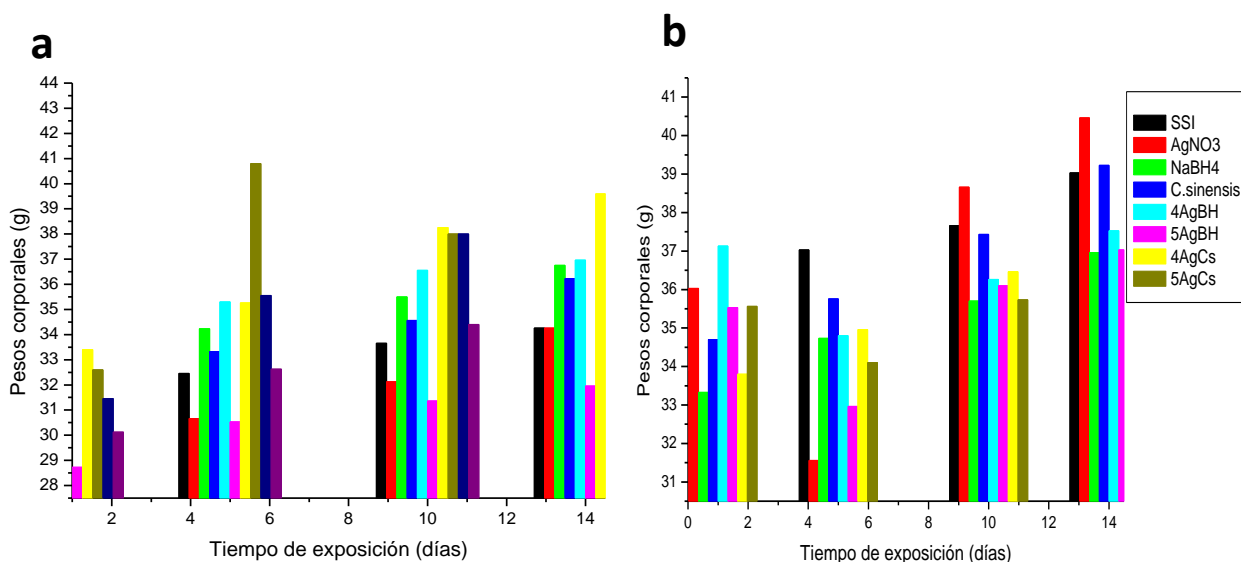 a
44
43
42
41
40
39
38
37
36
35
34
33
32
31
30
29
28
Pesos corporales (g)
2 4 6 8 10 12 14
Tiempo de exposición (días)
b
41
40
39
38
37
36
35
34
33
32
31
Pesos corporales (g)
0 2 4 6 8 10 12 14
Tiempo de exposición (días)
SSI
AgNO3
NaBH4
C.sinensis
4AgBH
5AgBH
4AgCs
5AgCs